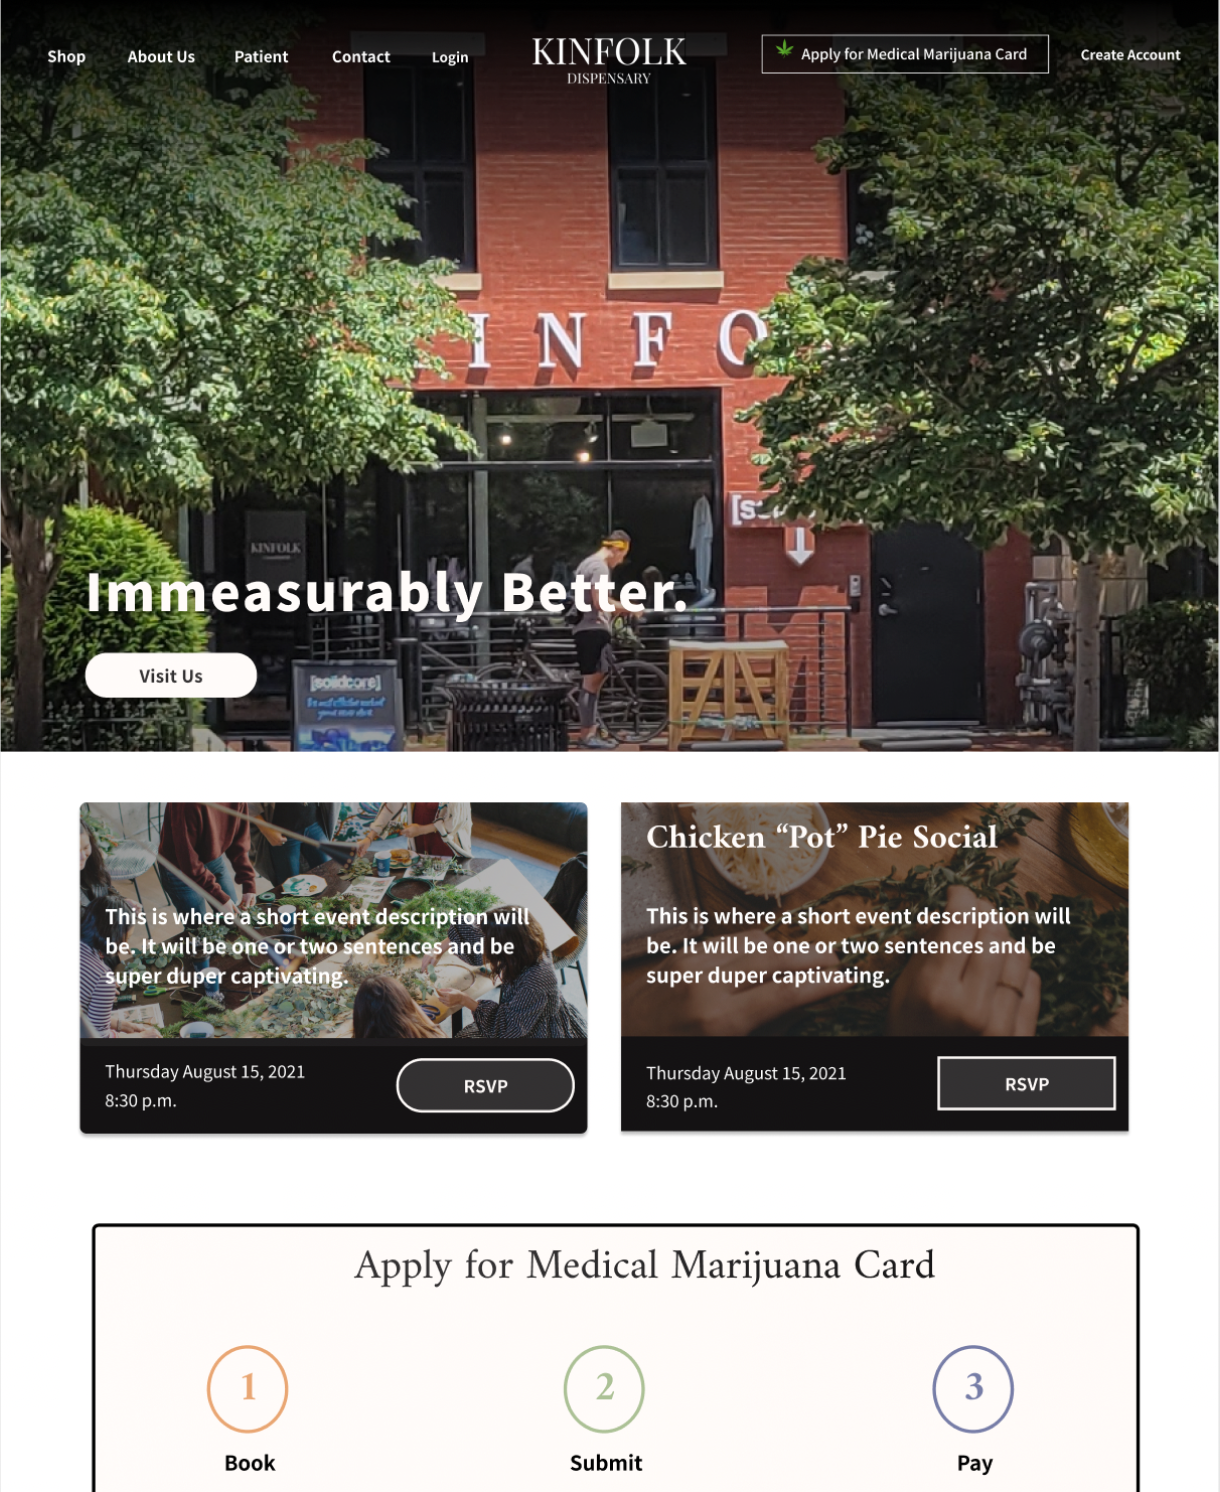 Shop About Us Patient Contact Login KINFOLK Apply for Medical Marijuana Card Create Account
DISPENSARY
INFO
[s
KINFOLK
Immeasurably Better.
Visit Us
[solidcore]
Chicken “Pot” Pie Social
This is where a short event description will
be. It will be one or two sentences and be
super duper captivating.
Thursday August 15, 2021
8:30 p.m.
RSVP
This is where a short event description will
be. It will be one or two sentences and be
super duper captivating.
Thursday August 15, 2021
8:30 p.m.
RSVP
Apply for Medical Marijuana Card
1 2 3
Book Submit Pay